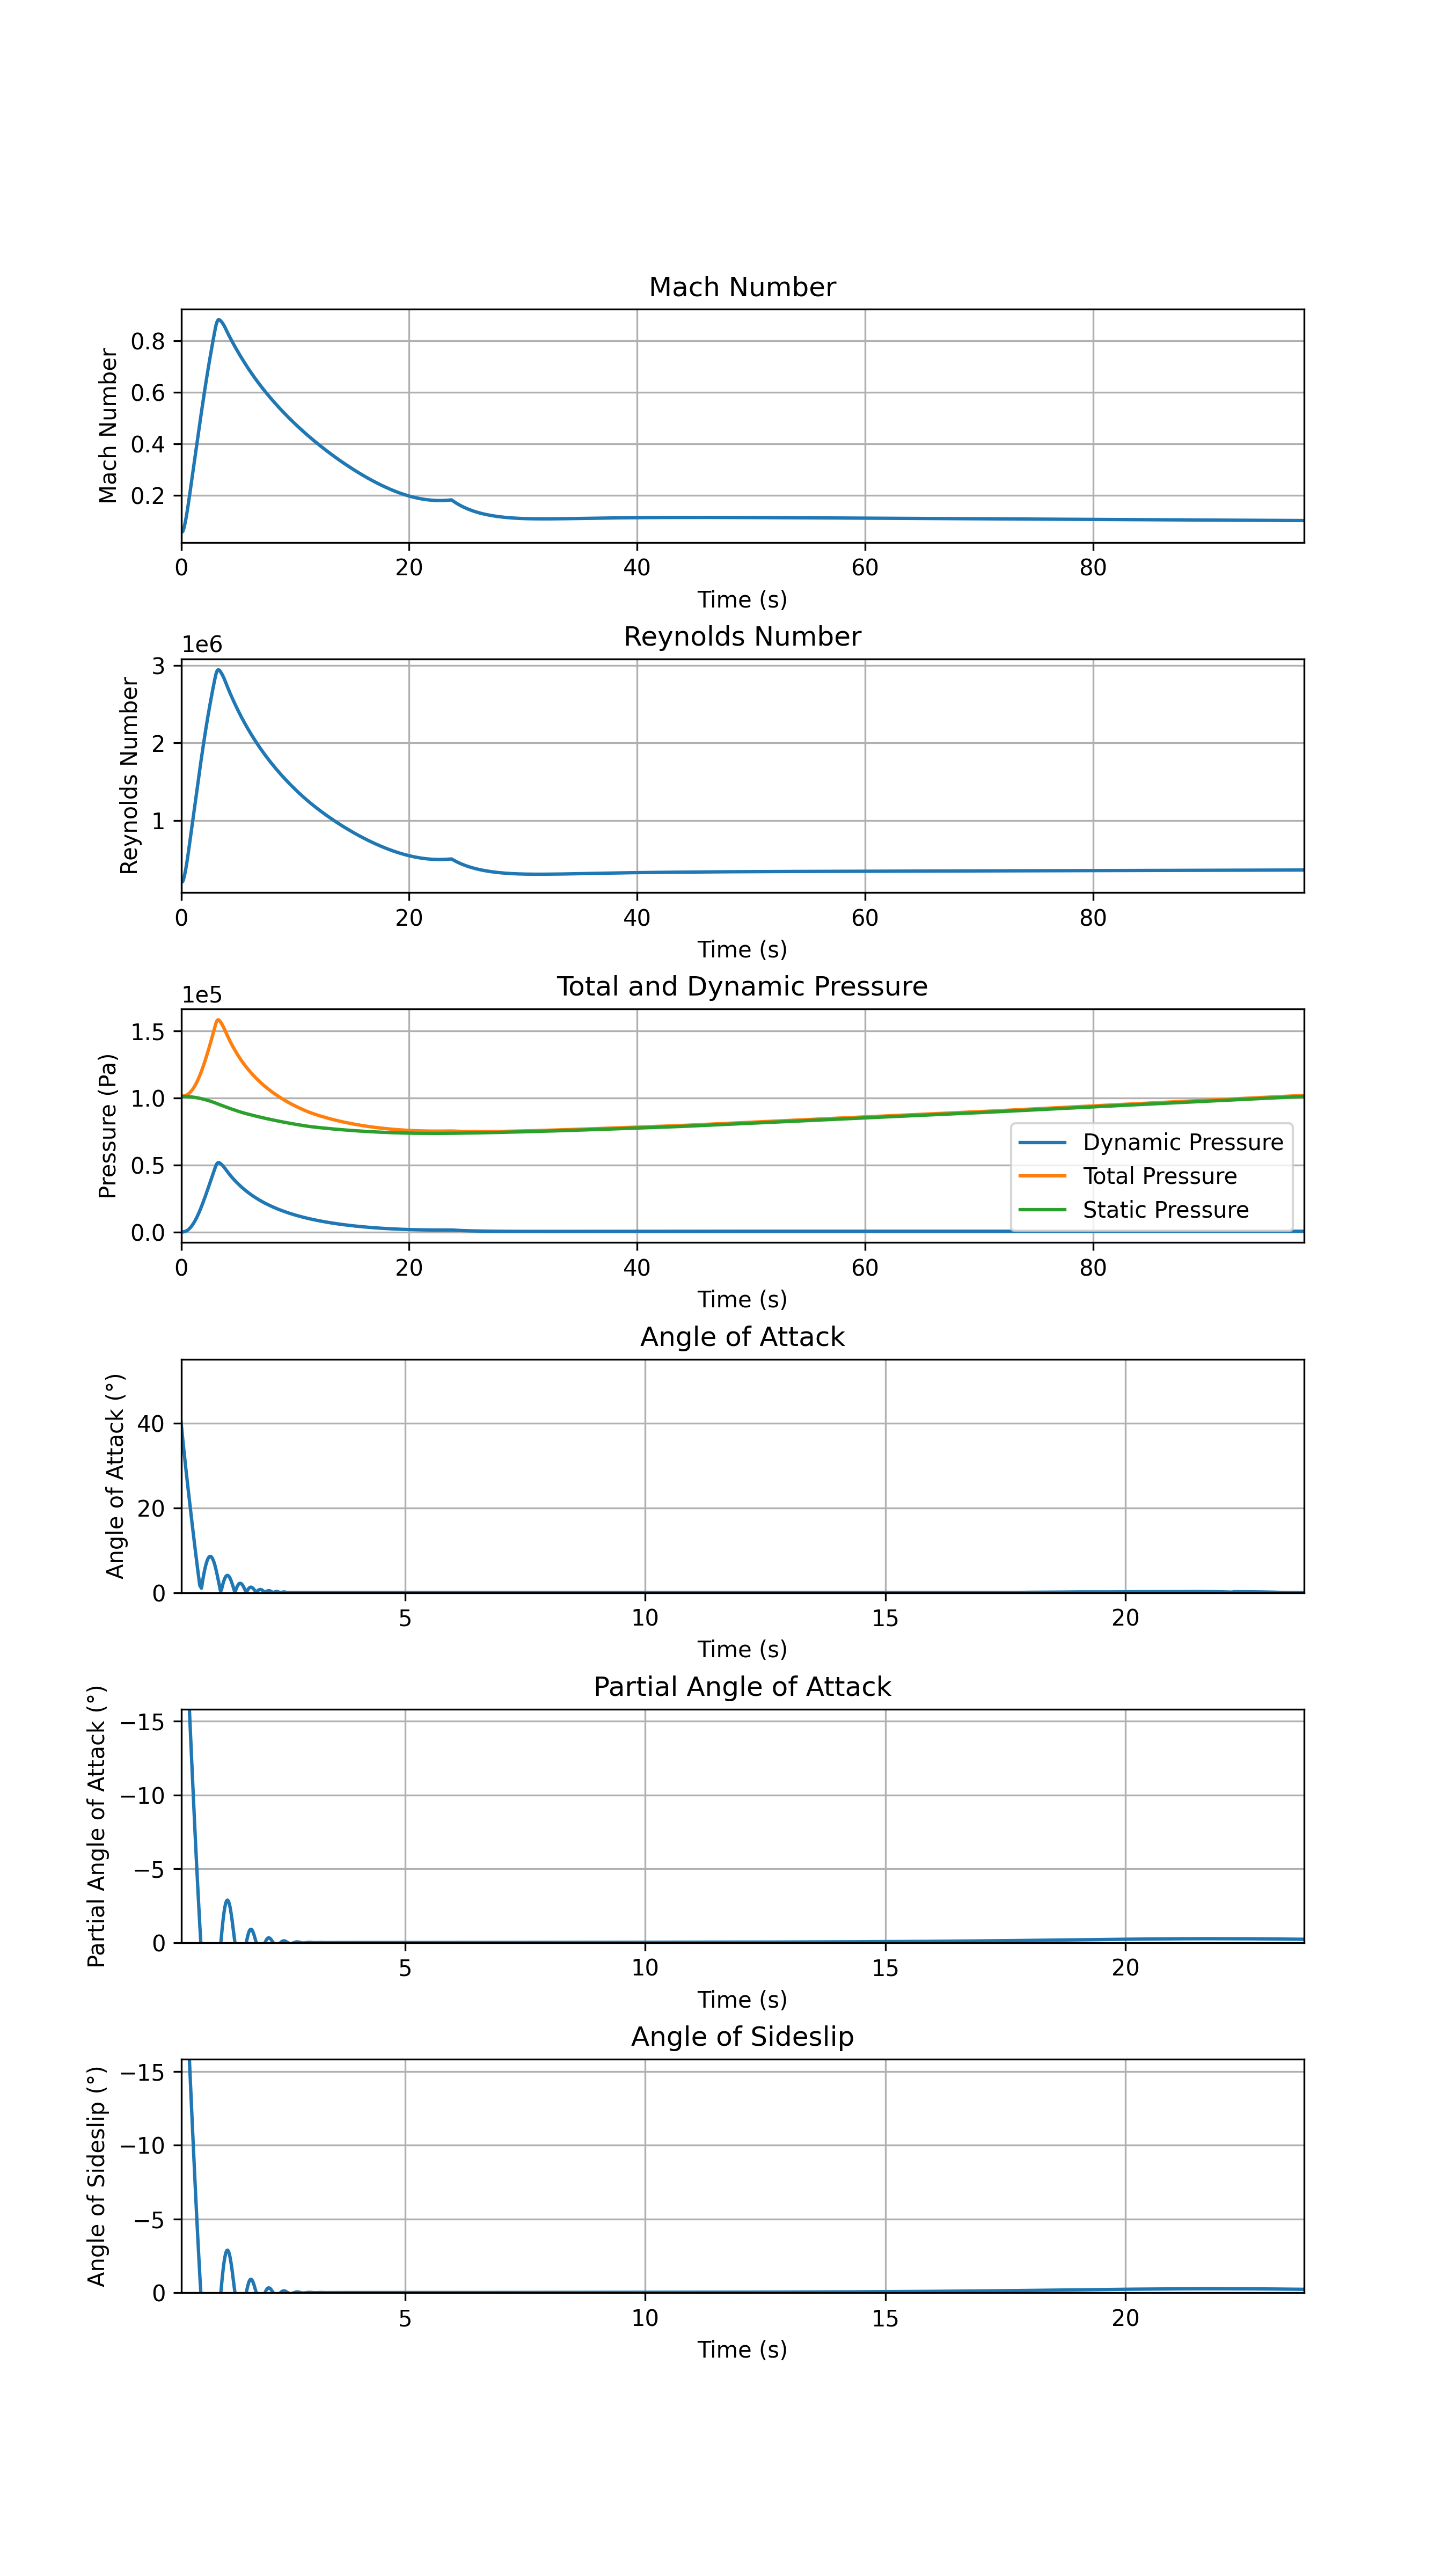 Mach Number
Mach Number
0.8
0.6
0.4
0.2
0 20 40 60 80
Time (s)
Reynolds Number
1e6
Reynolds Number
3
2
1
0 20 40 60 80
Time (s)
Total and Dynamic Pressure
1e5
Pressure (Pa)
1.5
1.0
0.5
0.0
Dynamic Pressure
Total Pressure
Static Pressure
0 20 40 60 80
Time (s)
Angle of Attack
Angle of Attack (°)
40
20
0
5 10 15 20
Time (s)
Partial Angle of Attack
Partial Angle of Attack (°)
−15
−10
−5
0
5 10 15 20
Time (s)
Angle of Sideslip
Angle of Sideslip (°)
−15
−10
−5
0
5 10 15 20
Time (s)